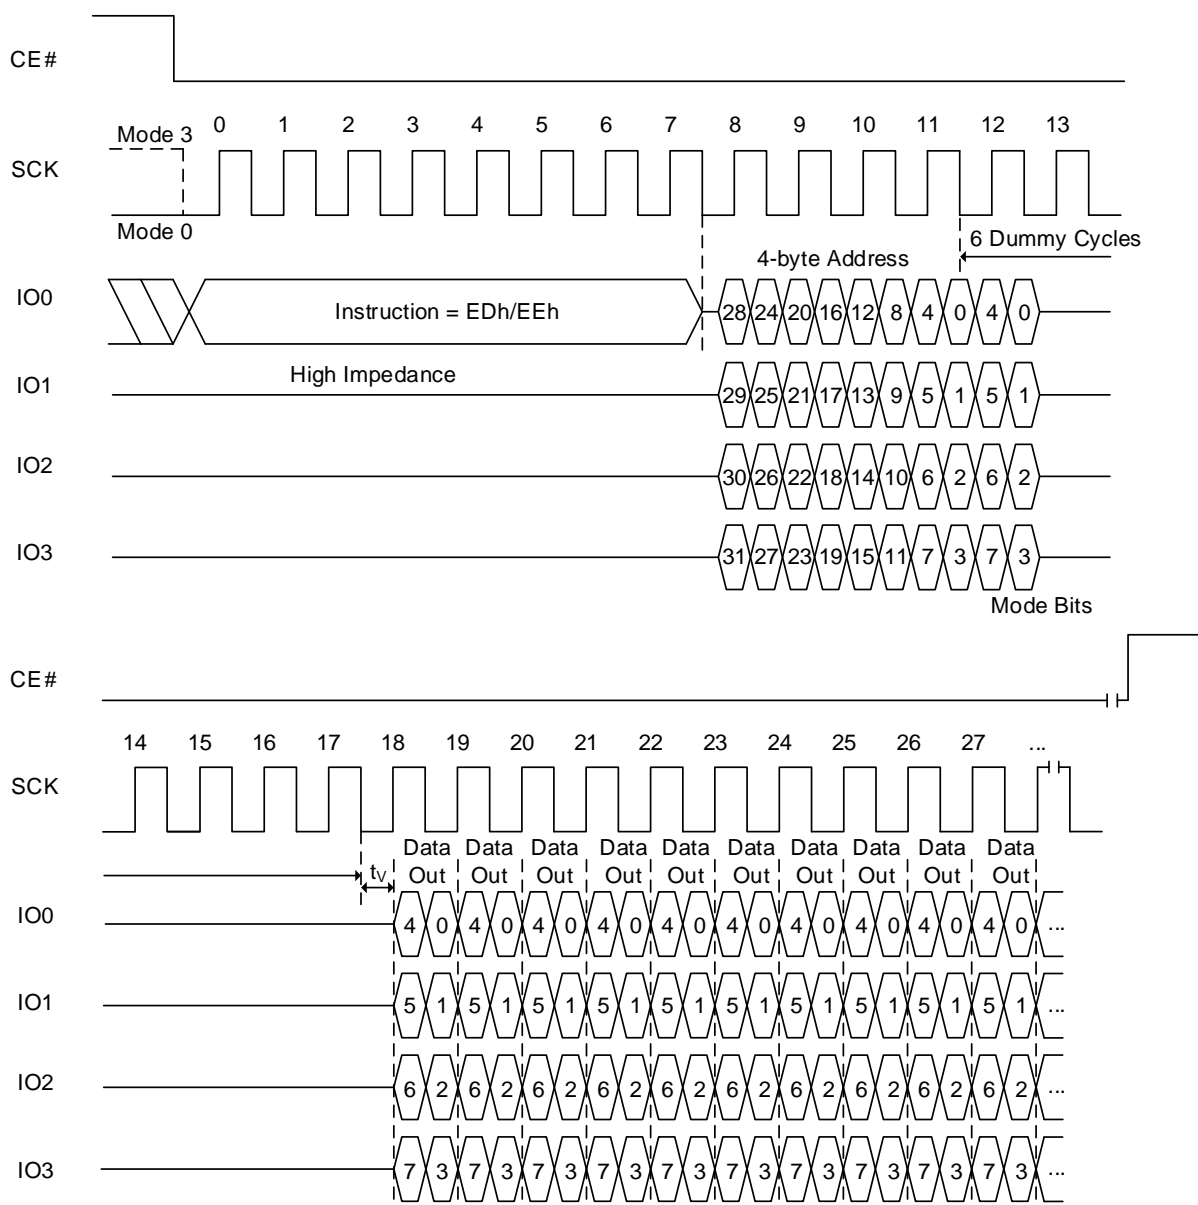 CE#
Mode 3
0 1 2 3 4 5 6 7 8 9 10 11 12 13
SCK
Mode 0
6 Dummy Cycles
4-byte Address
IO0
Instruction = EDh/EEh
28 24 20 16 12 8 4 0 4 0
High Impedance
IO1
29 25 21 17 13 9 5 1 5 1
IO2
30 26 22 18 14 10 6 2 6 2
IO3
31 27 23 19 15 11 7 3 7 3
Mode Bits
CE#
14 15 16 17 18 19 20 21 22 23 24 25 26 27 ...
SCK
Data Data Data Data Data Data Data Data Data Data
tV Out Out Out Out Out Out Out Out Out Out
IO0
4 0 4 0 4 0 4 0 4 0 4 0 4 0 4 0 4 0 4 0 ...
IO1
5 1 5 1 5 1 5 1 5 1 5 1 5 1 5 1 5 1 5 1 ...
IO2
6 2 6 2 6 2 6 2 6 2 6 2 6 2 6 2 6 2 6 2 ...
IO3
7 3 7 3 7 3 7 3 7 3 7 3 7 3 7 3 7 3 7 3 ...